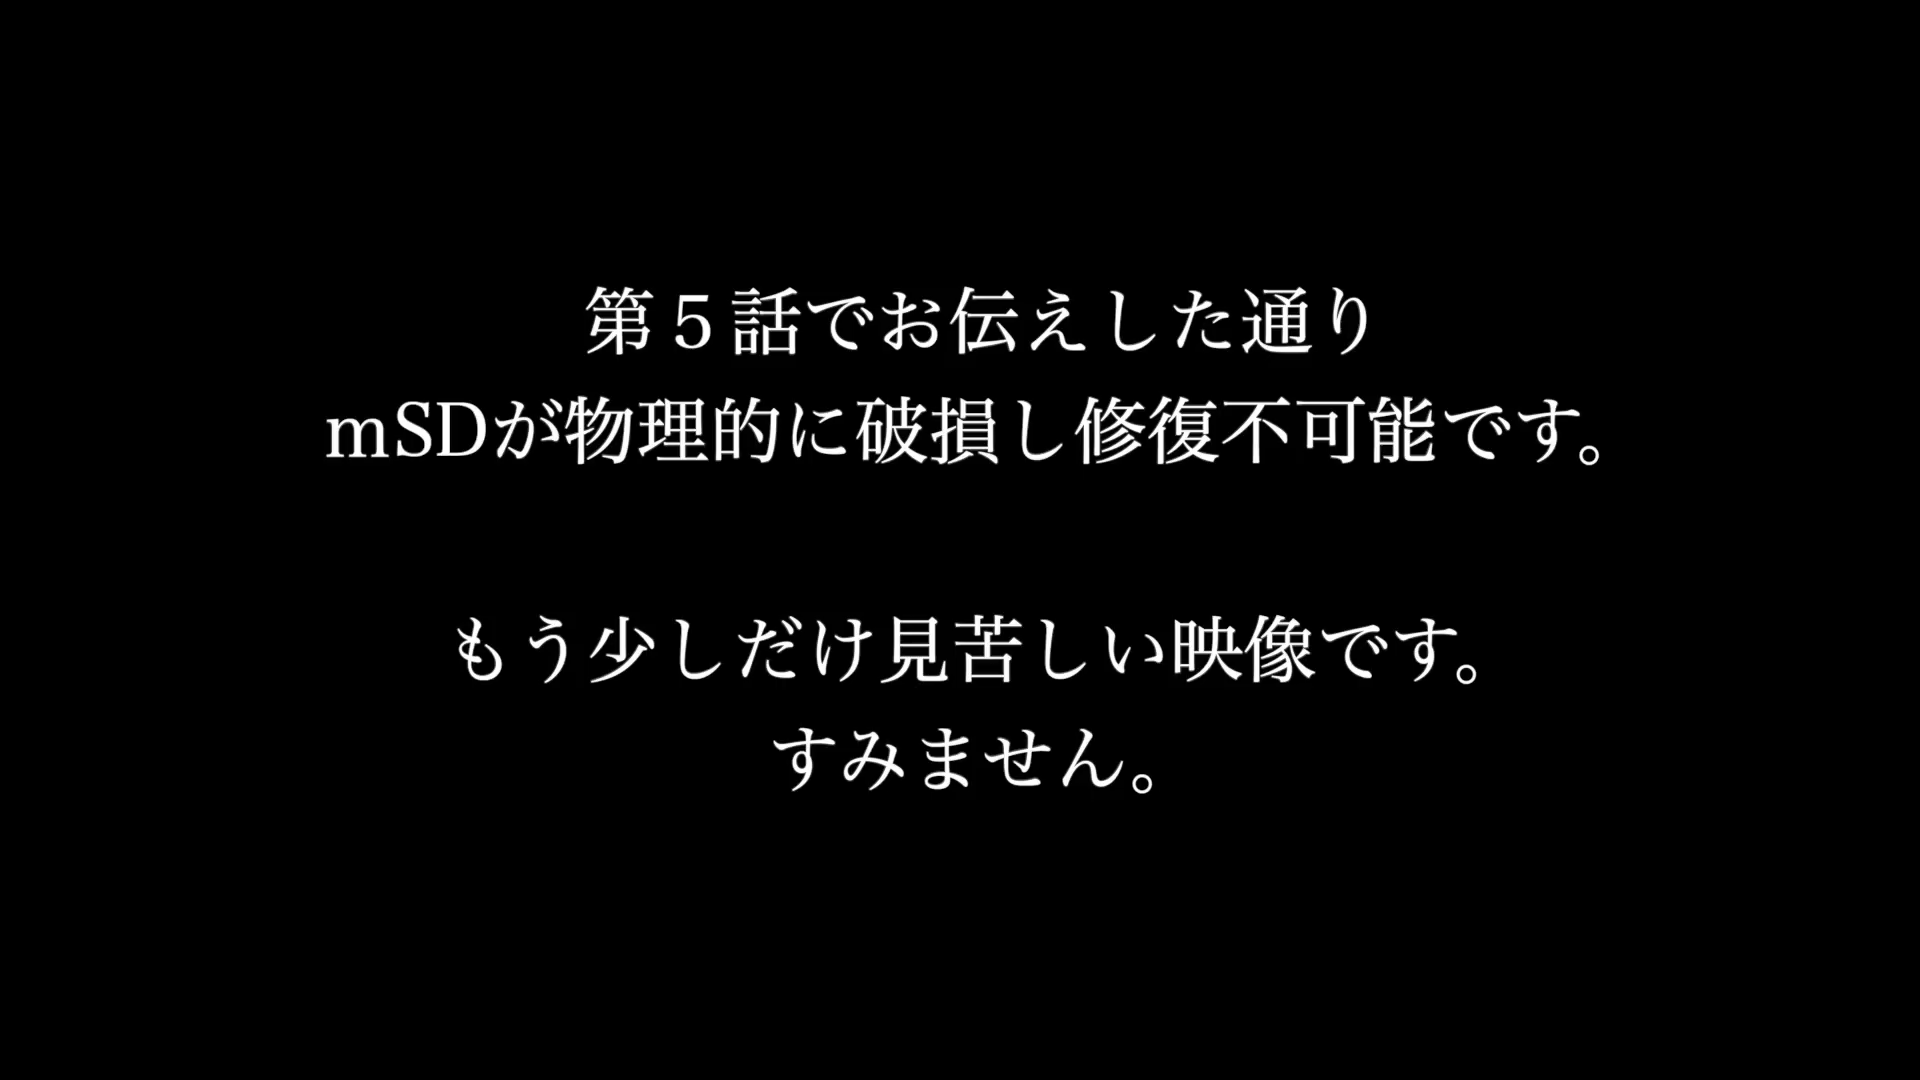 第５話でお伝えした通り
mSDが物理的に破損し修復不可能です。
もう少しだけ見苦しい映像です。
すみません。